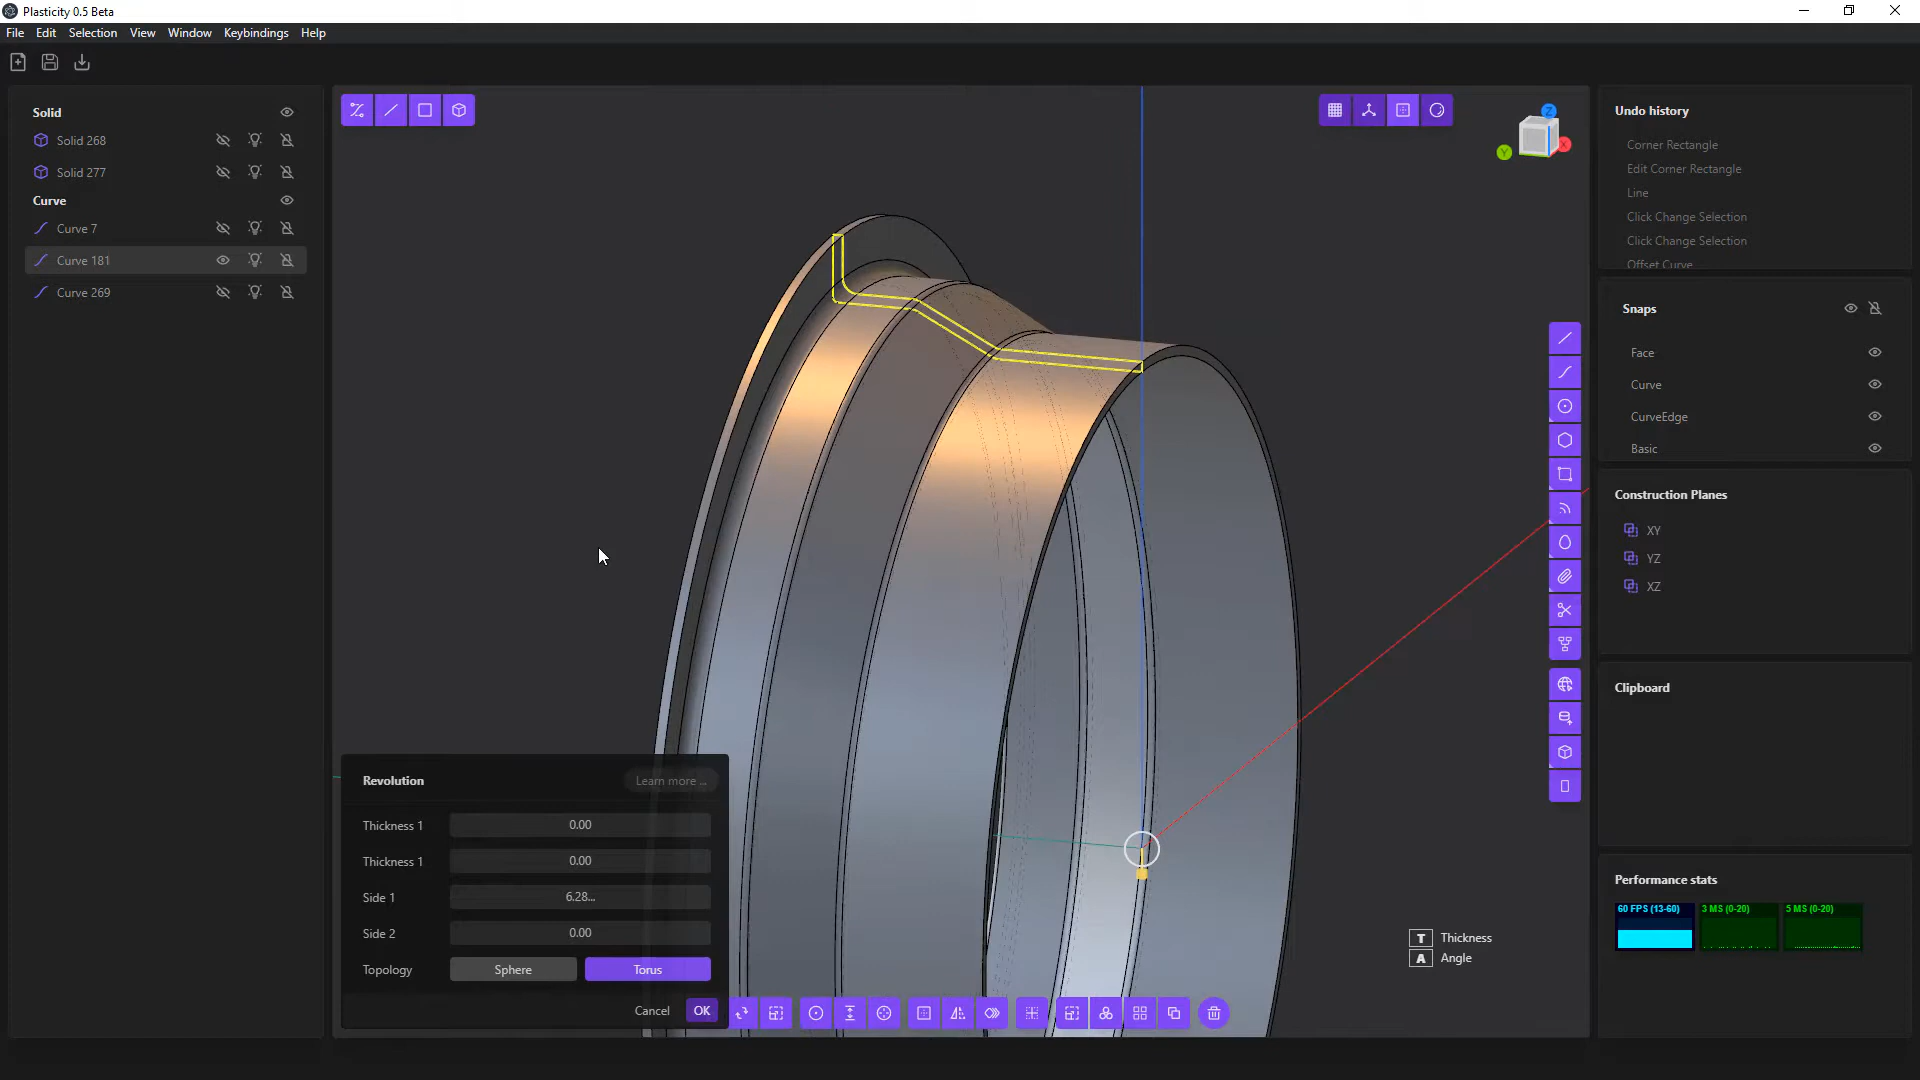 Plasticity 0.5 Beta
File Edit Selection View Window Keybindings Help
Solid
Solid 268
Solid 277
Curve
Curve 7
Curve 181
Curve 269
Z
Y
X
Revolution
Learn more ...
Thickness 1 0.00
Thickness 1 0.00
Side 1 6.28...
Side 2 0.00
Topology Sphere Torus
Cancel OK
T Thickness
A Angle
Undo history
Corner Rectangle
Edit Corner Rectangle
Line
Click Change Selection
Click Change Selection
Offset Curve
Snaps
Face
Curve
CurveEdge
Basic
Construction Planes
XY
YZ
XZ
Clipboard
Performance stats
60 FPS (13-60) 3 MS (0-20) 5 MS (0-20)